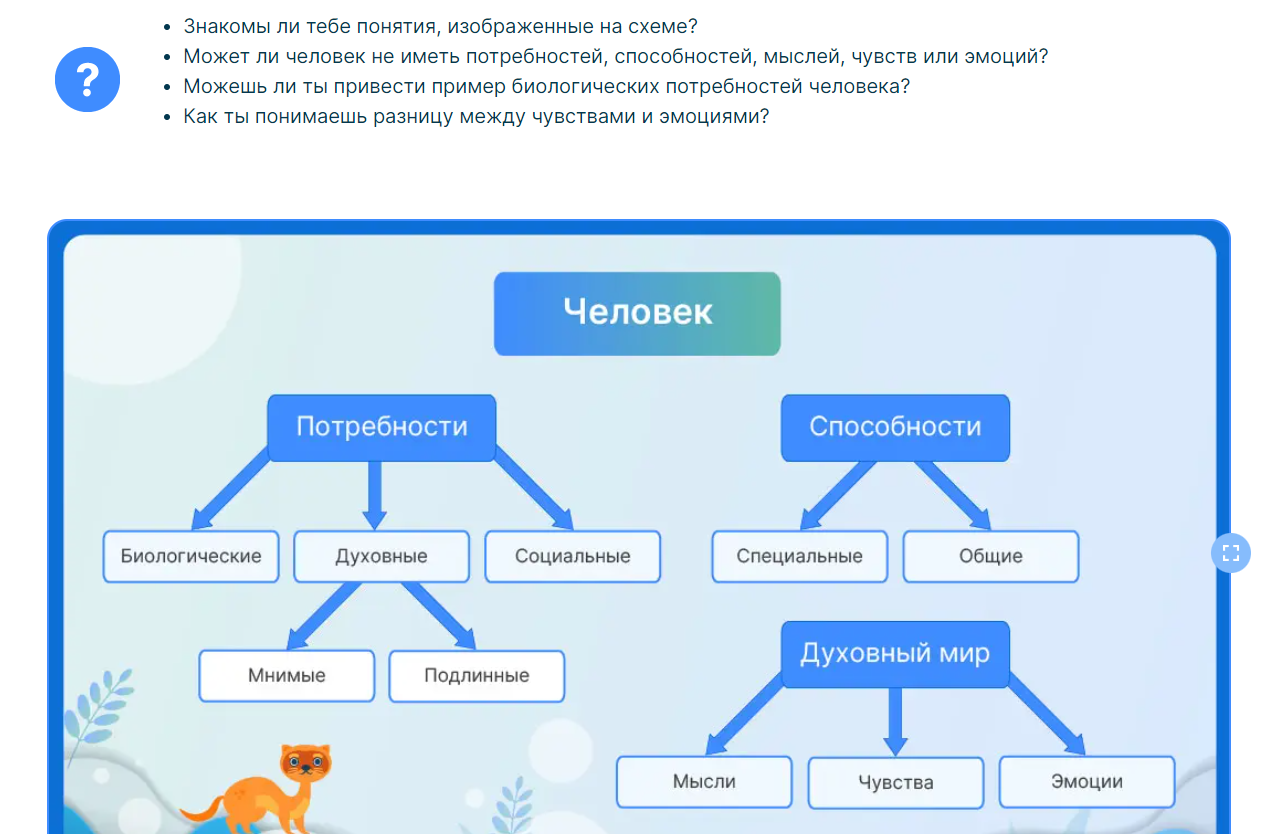 • Знакомы ли тебе понятия, изображенные на схеме?
• Может ли человек не иметь потребностей, способностей, мыслей, чувств или эмоций?
• Можешь ли ты привести пример биологических потребностей человека?
• Как ты понимаешь разницу между чувствами и эмоциями?
?
Человек
Потребности
Способности
Биологические
Духовные
Социальные
Специальные
Общие
Мнимые
Подлинные
Духовный мир
Мысли
Чувства
Эмоции